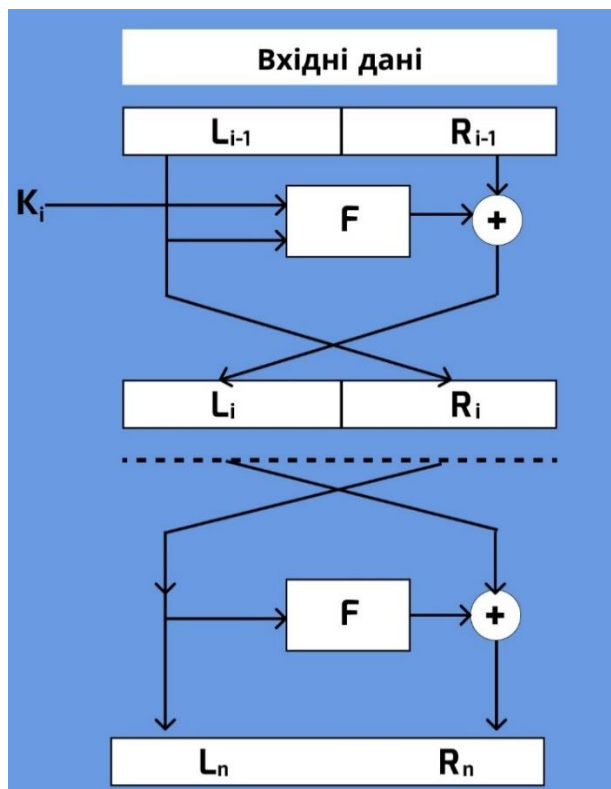 Вхідні дані
Lᵢ₋₁ Rᵢ₋₁
Kᵢ
F +
Lᵢ Rᵢ
F +
Lₙ Rₙ